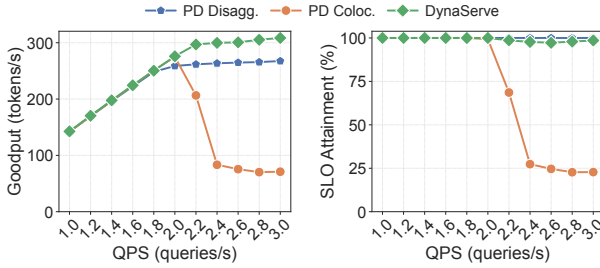 PD Disagg. PD Coloc. DynaServe
Goodput (tokens/s)
300
200
100
0
1.0 1.2 1.4 1.6 1.8 2.0 2.2 2.4 2.6 2.8 3.0
QPS (queries/s)
SLO Attainment (%)
100
75
50
25
0
1.0 1.2 1.4 1.6 1.8 2.0 2.2 2.4 2.6 2.8 3.0
QPS (queries/s)